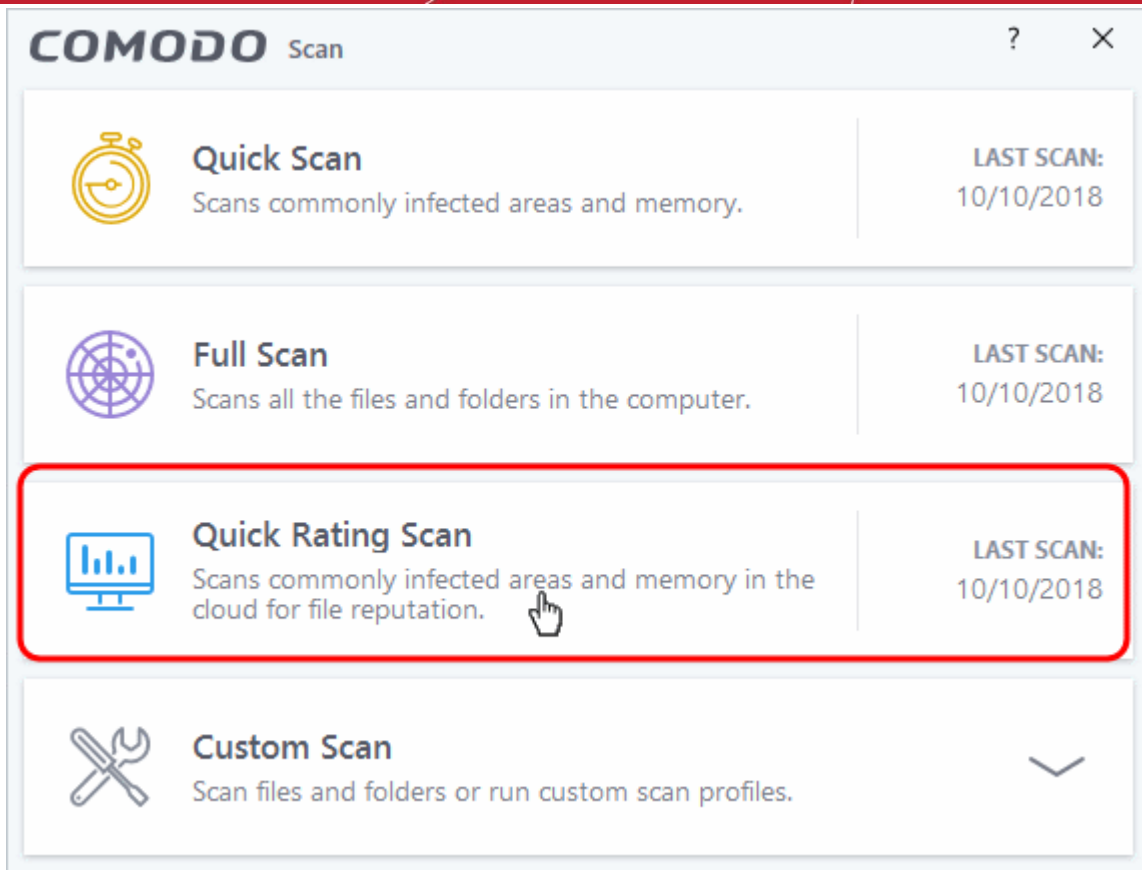 COMODO Scan
?
Quick Scan
Scans commonly infected areas and memory.
LAST SCAN:
10/10/2018
Full Scan
Scans all the files and folders in the computer.
LAST SCAN:
10/10/2018
Quick Rating Scan
Scans commonly infected areas and memory in the
cloud for file reputation.
LAST SCAN:
10/10/2018
Custom Scan
Scan files and folders or run custom scan profiles.